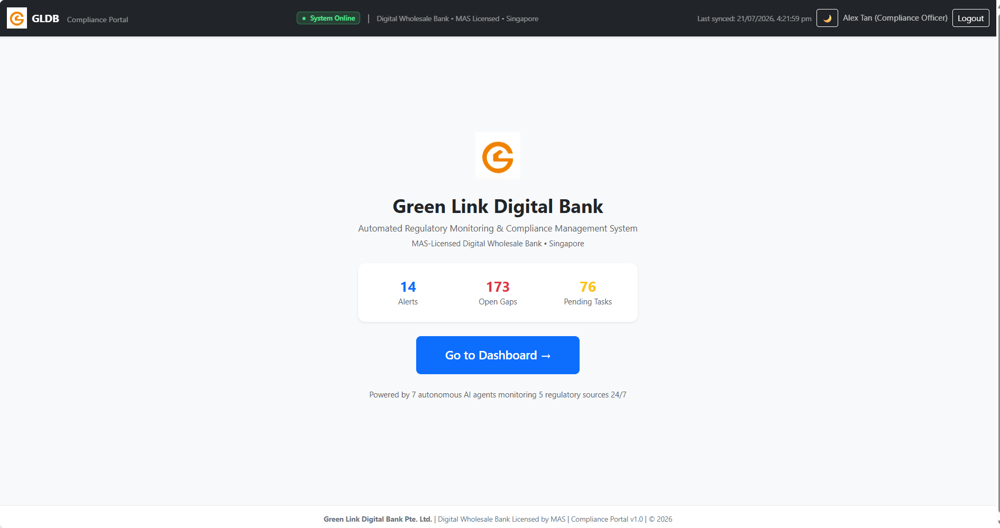 GLDB Compliance Portal
• System Online | Digital Wholesale Bank • MAS Licensed • Singapore
Last synced: 21/07/2026, 4:21:59 pm
Alex Tan (Compliance Officer)
Logout
Green Link Digital Bank
Automated Regulatory Monitoring & Compliance Management System
MAS-Licensed Digital Wholesale Bank • Singapore
14 173 76
Alerts Open Gaps Pending Tasks
Go to Dashboard →
Powered by 7 autonomous AI agents monitoring 5 regulatory sources 24/7
Green Link Digital Bank Pte. Ltd. | Digital Wholesale Bank Licensed by MAS | Compliance Portal v1.0 | © 2026